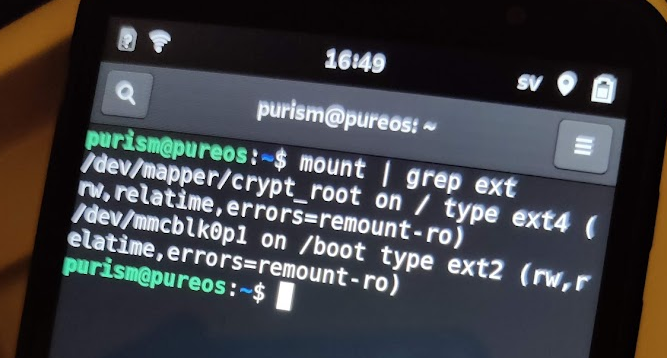 16:49
sv
purism@pureos: ~
purism@pureos:~$ mount | grep ext
/dev/mapper/crypt_root on / type ext4 (
rw,relatime,errors=remount-ro)
/dev/mmcblk0p1 on /boot type ext2 (rw,r
elatime,errors=remount-ro)
purism@pureos:~$